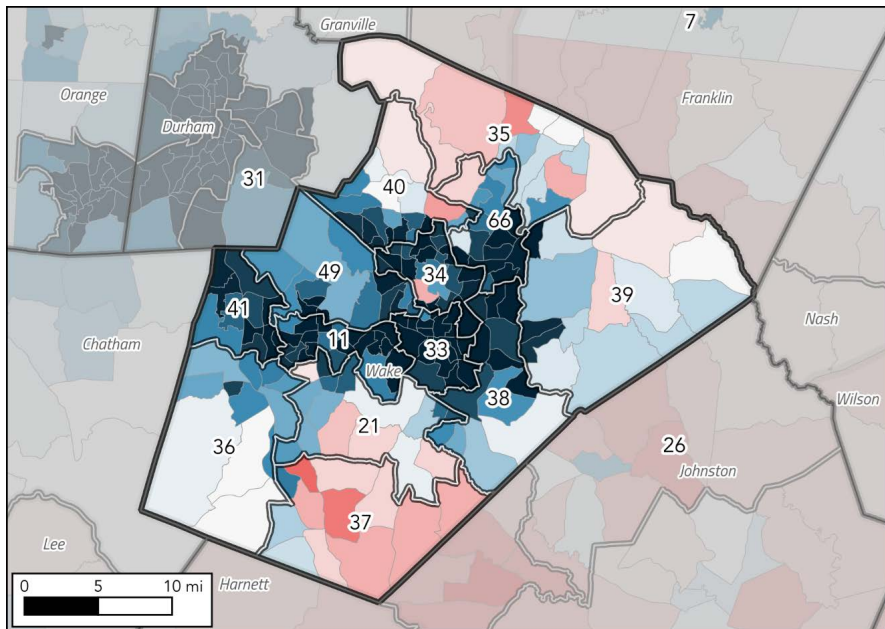 Granville
7
Orange
Durham
Franklin
35
31
40
66
49
34
39
41
11
33
Nash
Chatham
Wake
38
Wilson
21
36
26
Johnston
37
Lee
0 5 10 mi
Harnett